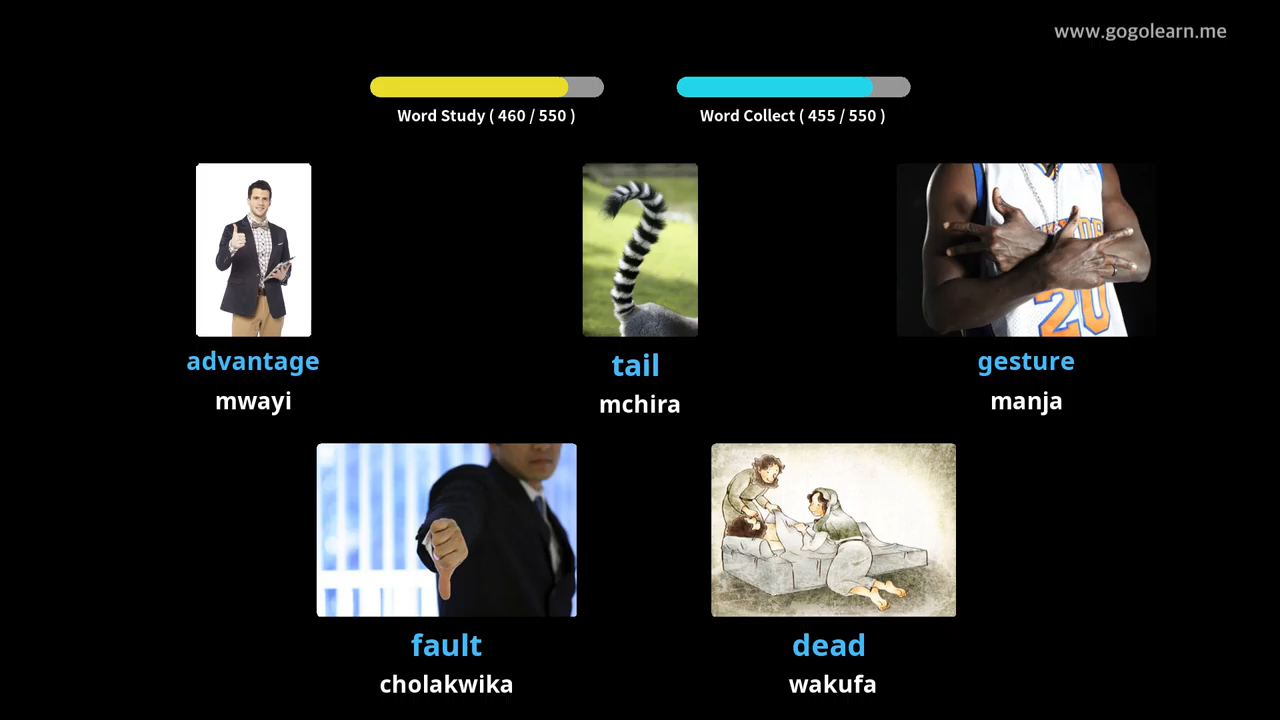 www.gogolearn.me
Word Study ( 460 / 550 )
Word Collect ( 455 / 550 )
advantage
mwayi
tail
mchira
gesture
manja
20
fault
cholakwika
dead
wakufa